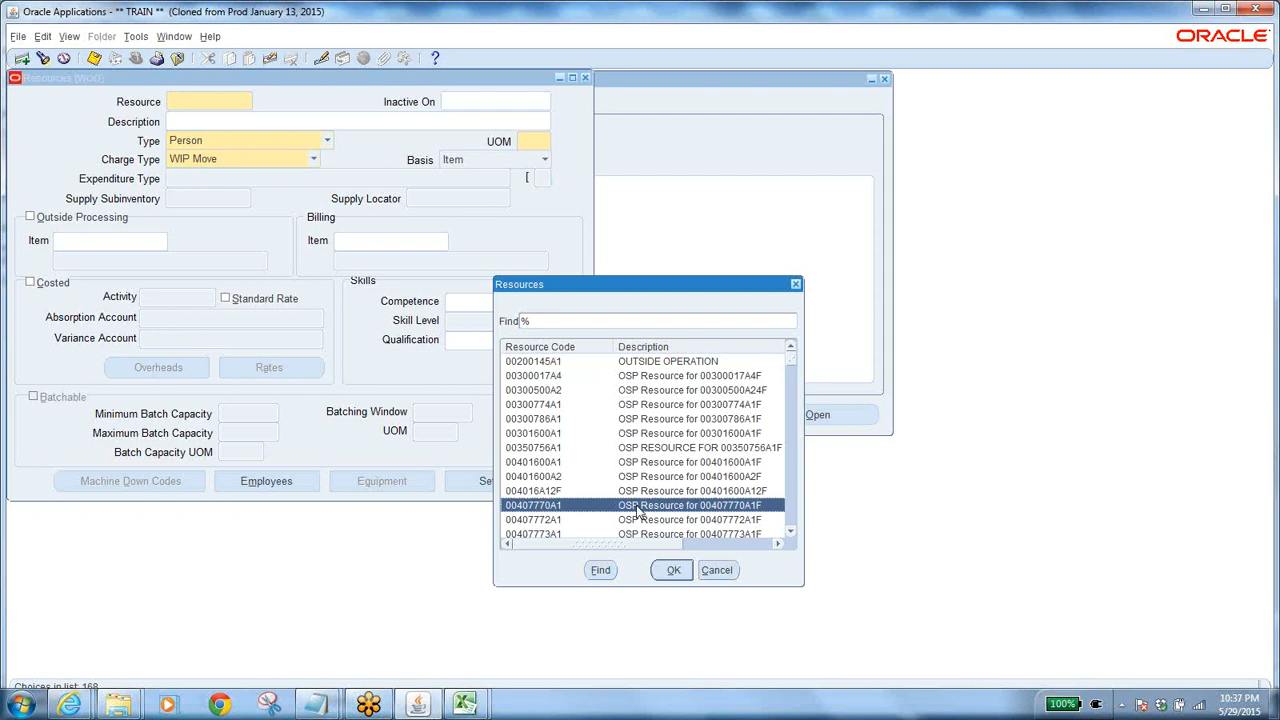 Oracle Applications - ** TRAIN ** (Cloned from Prod January 13, 2015)
File Edit View Folder Tools Window Help
ORACLE
Resources (WOI)
Resource
Inactive On
Description
Type Person
UOM
Charge Type WIP Move
Basis Item
Expenditure Type
[
Supply Subinventory
Supply Locator
Outside Processing
Item
Billing
Item
Costed
Activity
Standard Rate
Absorption Account
Variance Account
Overheads
Rates
Skills
Competence
Skill Level
Qualification
Batchable
Minimum Batch Capacity
Maximum Batch Capacity
Batch Capacity UOM
Batching Window
UOM
Machine Down Codes
Employees
Equipment
Set
Open
Resources
Find %
Resource Code Description
00200145A1 OUTSIDE OPERATION
00300017A4 OSP Resource for 00300017A4F
00300500A2 OSP Resource for 00300500A24F
00300774A1 OSP Resource for 00300774A1F
00300786A1 OSP Resource for 00300786A1F
00301600A1 OSP Resource for 00301600A1F
00350756A1 OSP RESOURCE FOR 00350756A1F
00401600A1 OSP Resource for 00401600A1F
00401600A2 OSP Resource for 00401600A2F
004016A12F OSP Resource for 00401600A12F
00407770A1 OSP Resource for 00407770A1F
00407772A1 OSP Resource for 00407772A1F
00407773A1 OSP Resource for 00407773A1F
Find
OK
Cancel
Choices in list: 168
100%
10:37 PM
5/29/2015